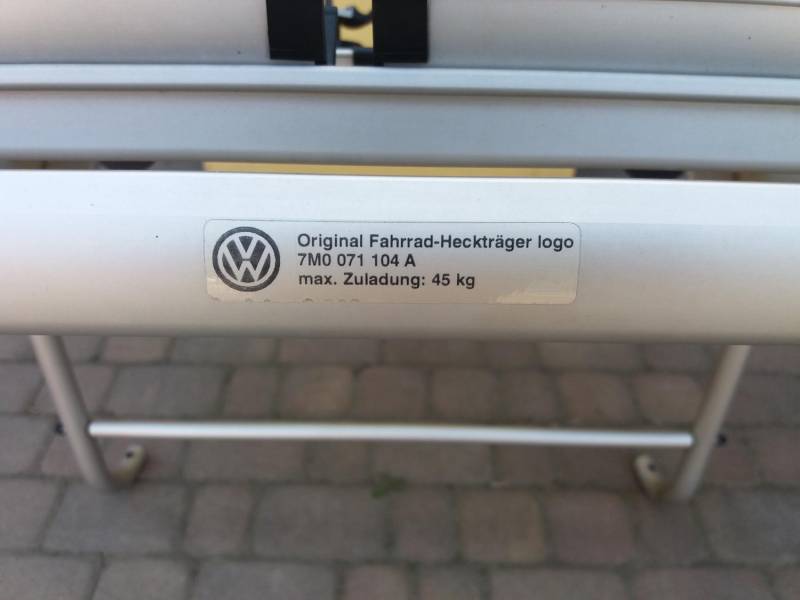 Original Fahrrad-Heckträger logo
7M0 071 104 A
max. Zuladung: 45 kg